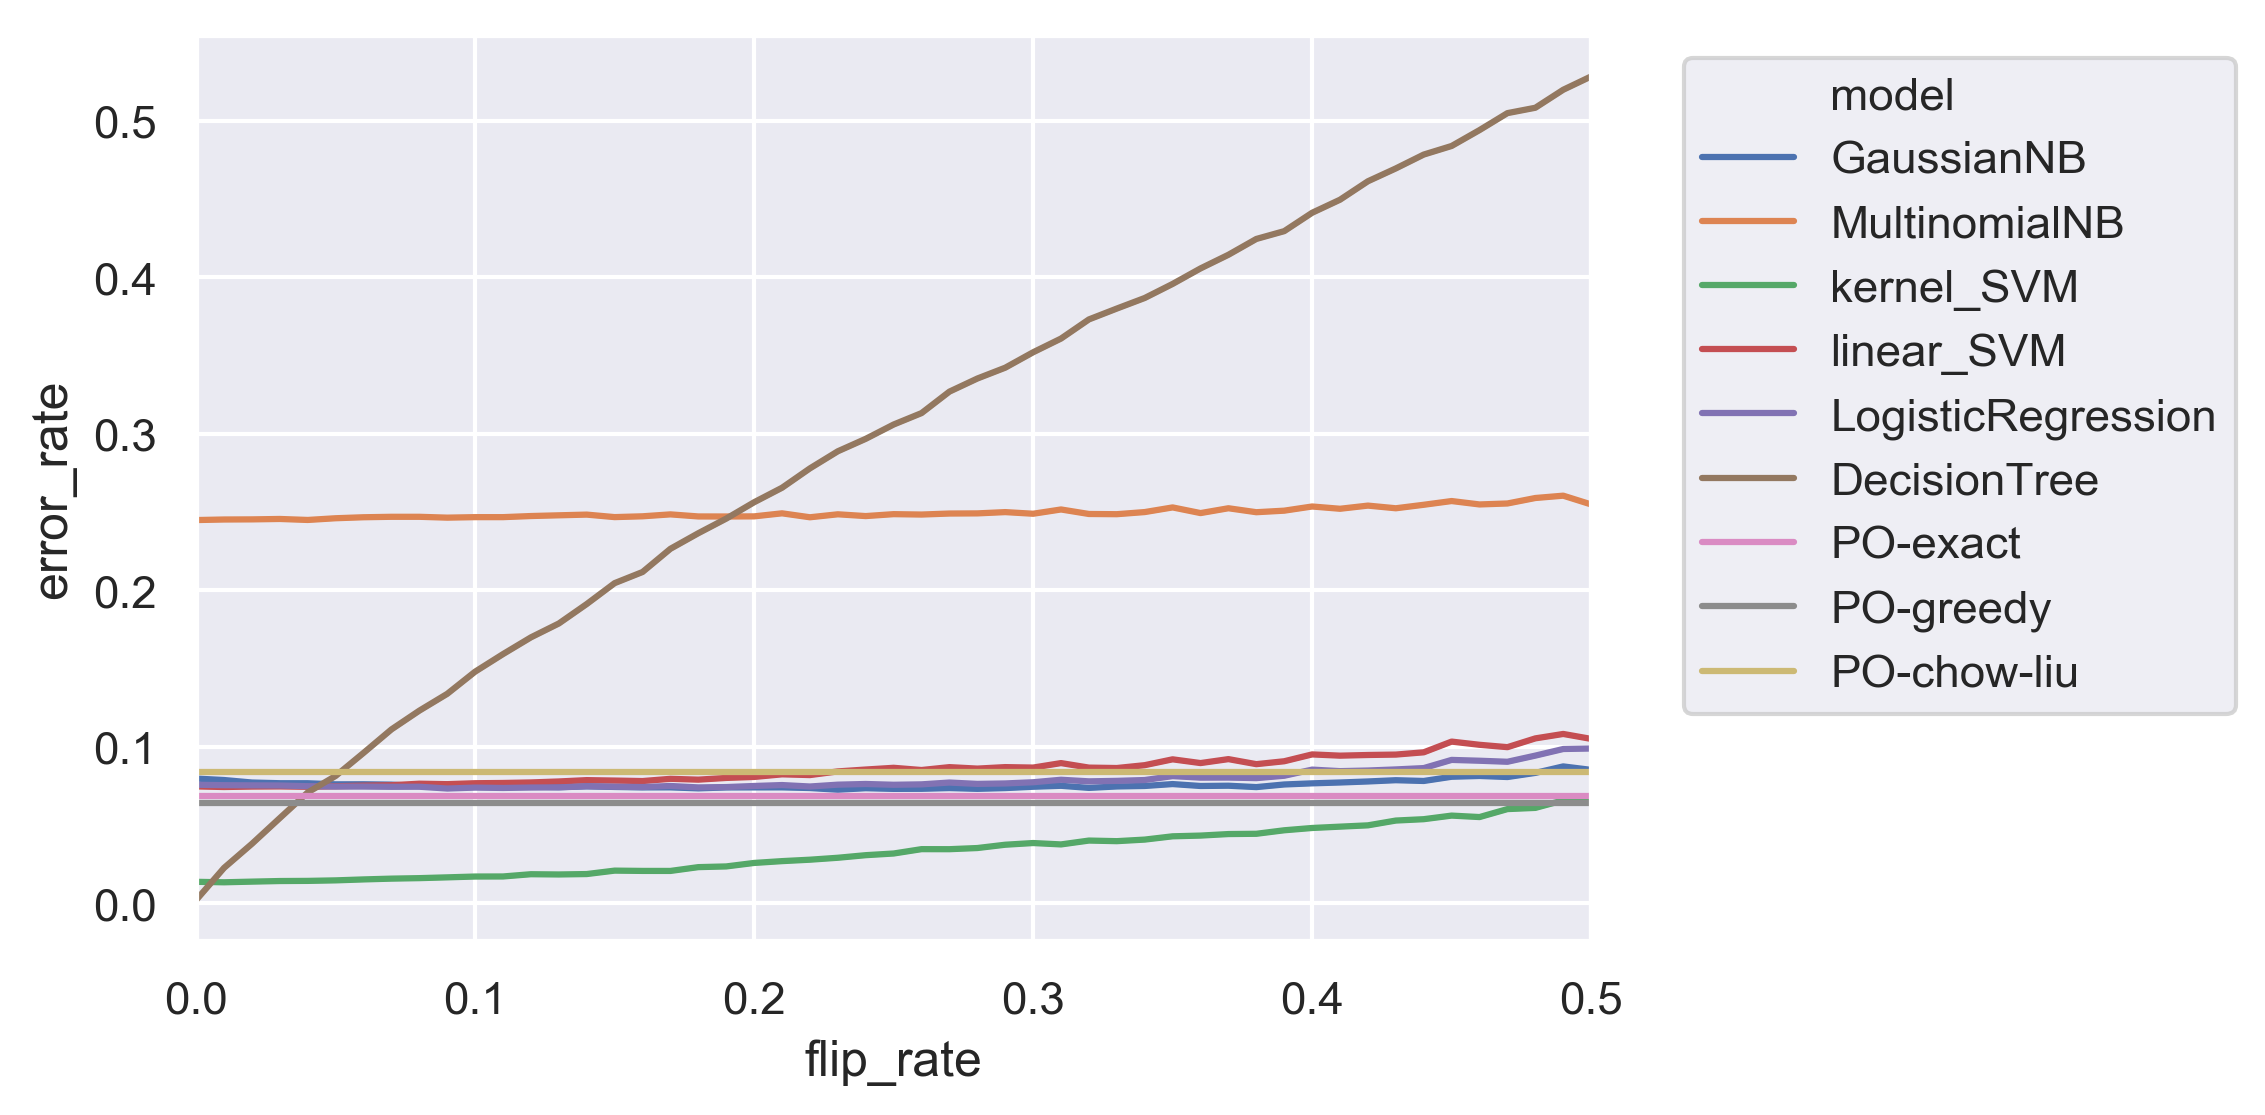 error_rate
0.5
0.4
0.3
0.2
0.1
0.0
0.0 0.1 0.2 0.3 0.4 0.5
flip_rate
model
GaussianNB
MultinomialNB
kernel_SVM
linear_SVM
LogisticRegression
DecisionTree
PO-exact
PO-greedy
PO-chow-liu